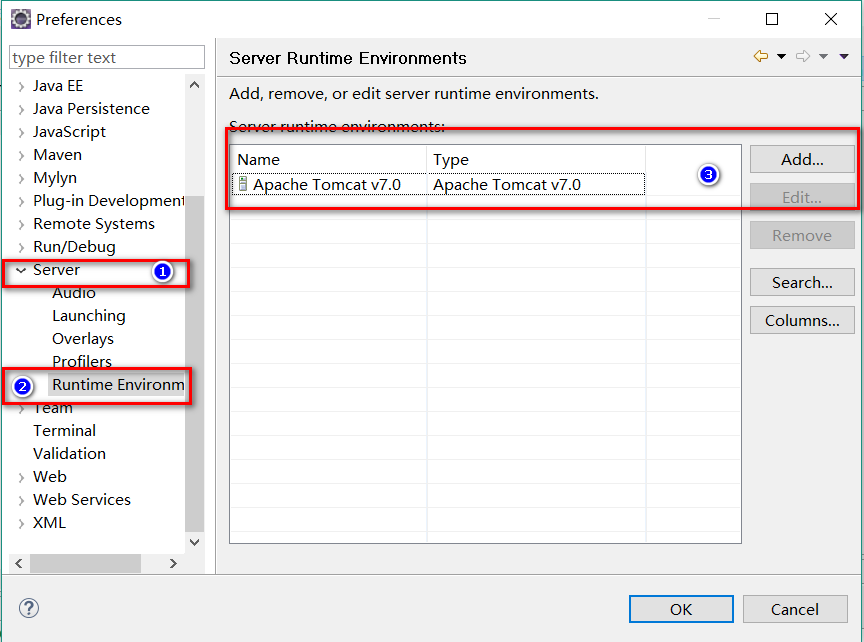 Preferences
type filter text
Java EE
Java Persistence
JavaScript
Maven
Mylyn
Plug-in Development
Remote Systems
Run/Debug
Server 1
Audio
Launching
Overlays
Profilers
2 Runtime Environm
Team
Terminal
Validation
Web
Web Services
XML
Server Runtime Environments
Add, remove, or edit server runtime environments.
Server runtime environments:
Name Type
Apache Tomcat v7.0 Apache Tomcat v7.0
3
Add...
Edit...
Remove
Search...
Columns...
?
OK Cancel